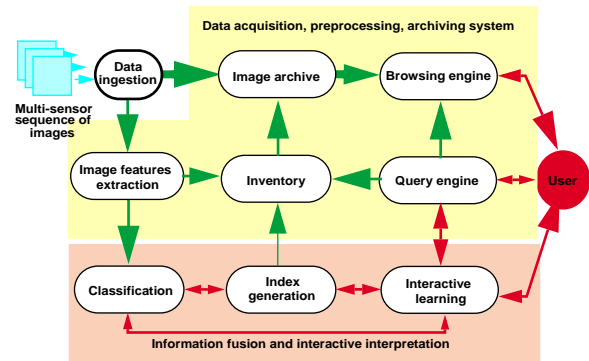 Data acquisition, preprocessing, archiving system
Data
ingestion
Image archive
Browsing engine
Multi-sensor
sequence of
images
Image features
extraction
Inventory
Query engine
User
Classification
Index
generation
Interactive
learning
Information fusion and interactive interpretation